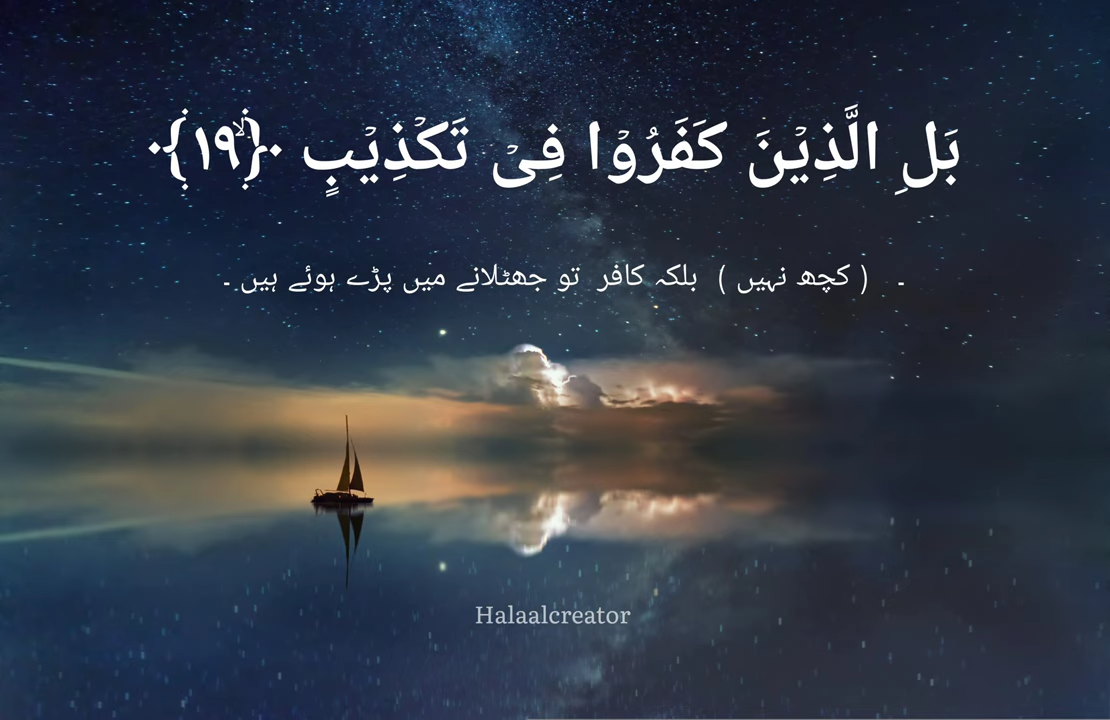 بَلِ الَّذِيْنَ كَفَرُوْا فِىْ تَكْذِيْبٍ ۙ﴿۱۹﴾
۔ ( کچھ نہیں ) بلکہ کافر تو جھٹلانے میں پڑے ہوئے ہیں ۔
Halaalcreator